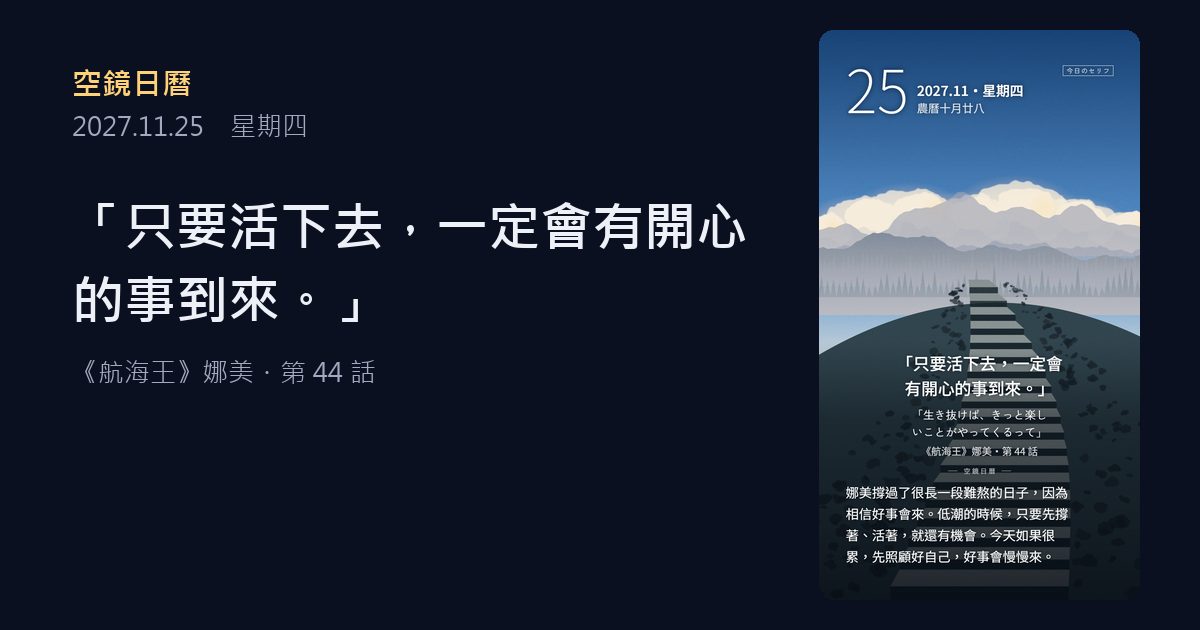 空鏡日曆
2027.11.25　星期四
「只要活下去，一定會有開心
的事到來。」
《航海王》娜美・第 44 話
25
2027.11・星期四
農曆十月廿八
今日のセリフ
「只要活下去，一定會
有開心的事到來。」
「生き抜けば、きっと楽し
いことがやってくるって」
《航海王》娜美・第 44 話
空鏡日曆
娜美撐過了很長一段難熬的日子，因為
相信好事會來。低潮的時候，只要先撐
著、活著，就還有機會。今天如果很
累，先照顧好自己，好事會慢慢來。